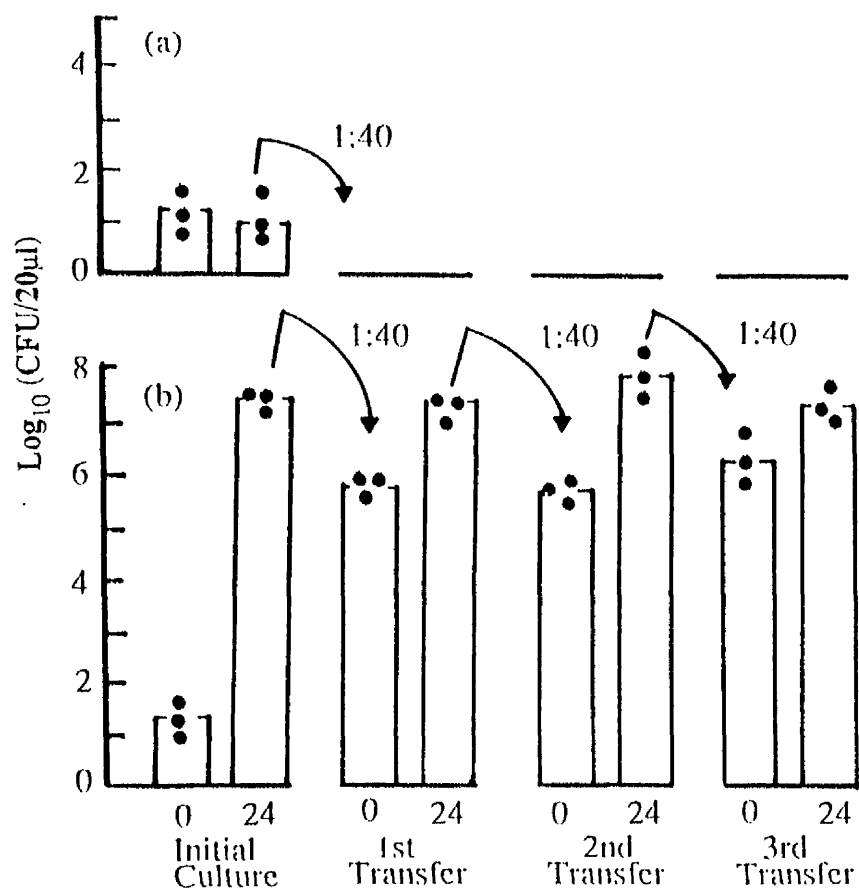 (a)
4
1:40
2
0
Log10 (CFU/20µl)
1:40
1:40
1:40
8
(b)
6
4
2
0
0 24 0 24 0 24 0 24
Initial Culture
1st Transfer
2nd Transfer
3rd Transfer